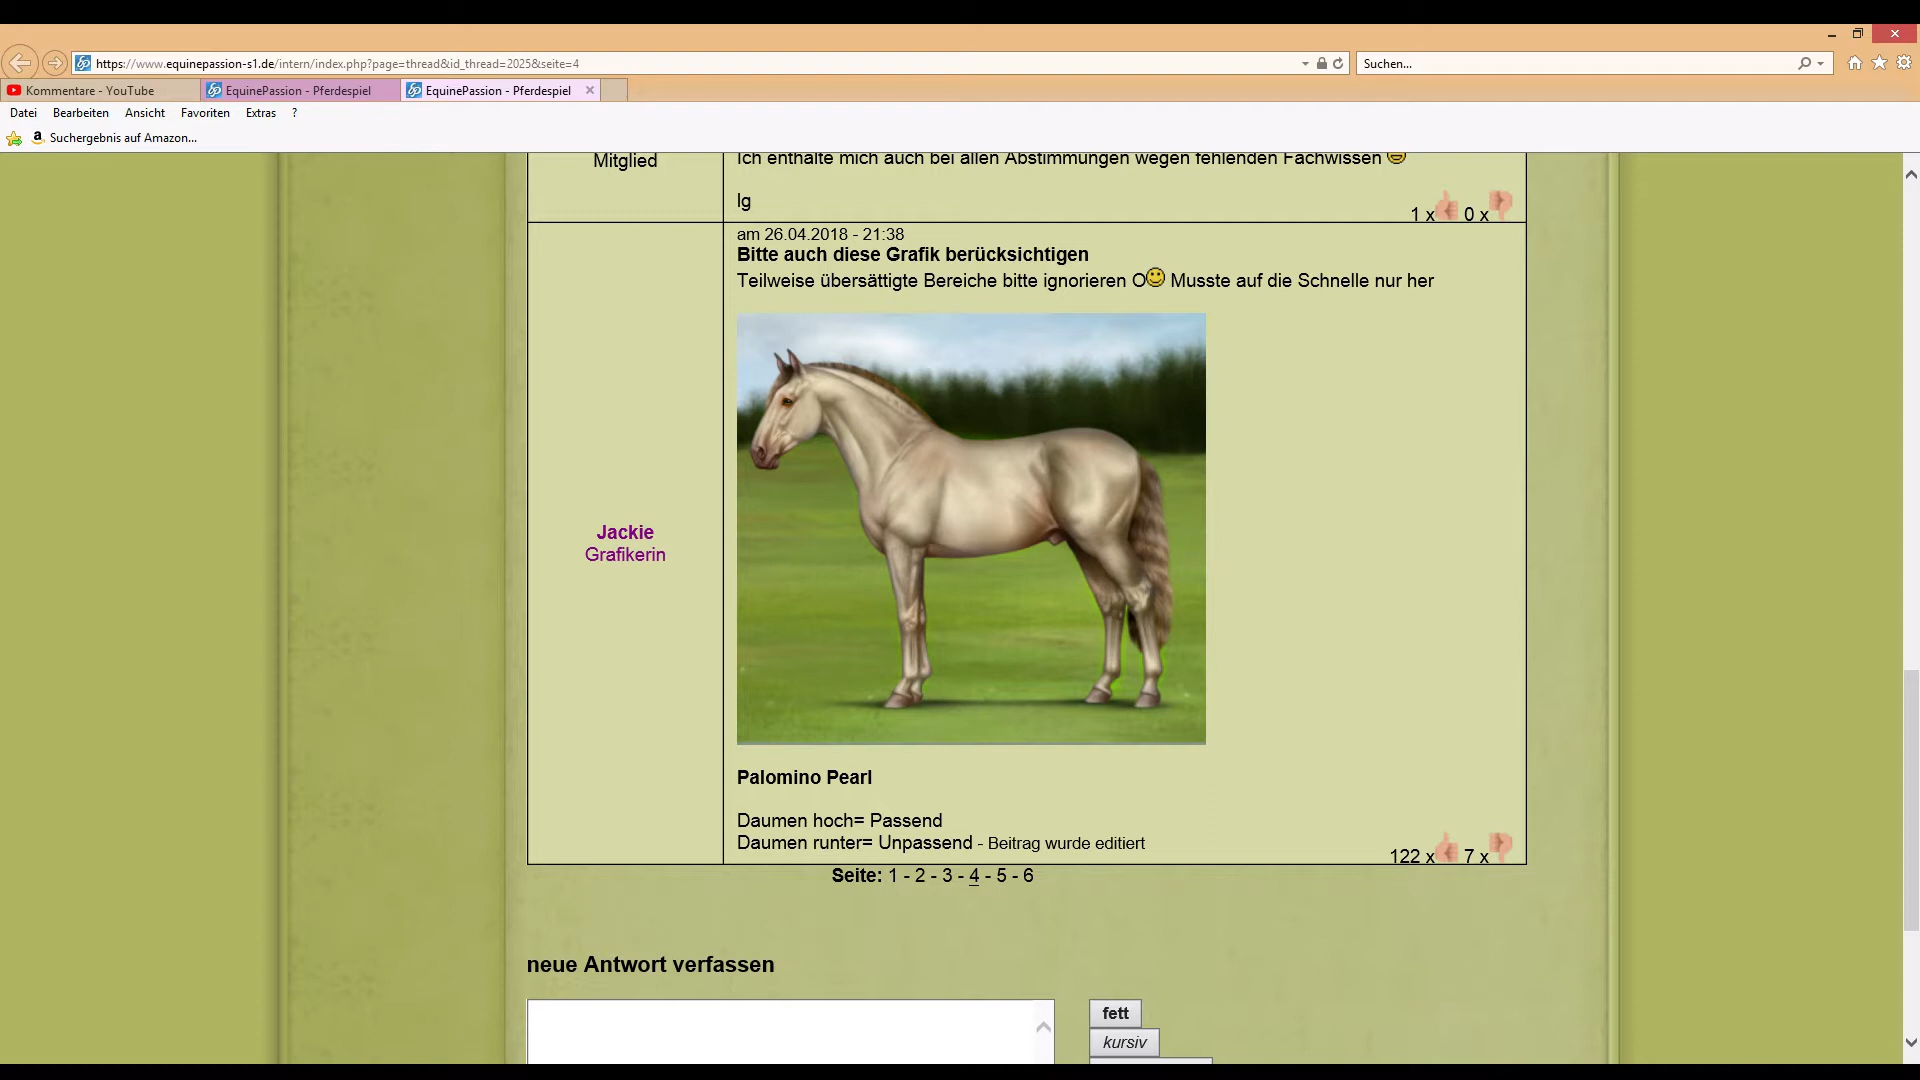 https://www.equinepassion-s1.de/intern/index.php?page=thread&id_thread=2025&seite=4
Suchen...
Kommentare - YouTube
EquinePassion - Pferdespiel
EquinePassion - Pferdespiel
Datei Bearbeiten Ansicht Favoriten Extras ?
Suchergebnis auf Amazon...
Mitglied
Ich enthalte mich auch bei allen Abstimmungen wegen fehlenden Fachwissen
lg
1 x 0 x
am 26.04.2018 - 21:38
Bitte auch diese Grafik berücksichtigen
Teilweise übersättigte Bereiche bitte ignorieren O Musste auf die Schnelle nur her
Jackie
Grafikerin
Palomino Pearl
Daumen hoch= Passend
Daumen runter= Unpassend - Beitrag wurde editiert
122 x 7 x
Seite: 1 - 2 - 3 - 4 - 5 - 6
neue Antwort verfassen
fett
kursiv